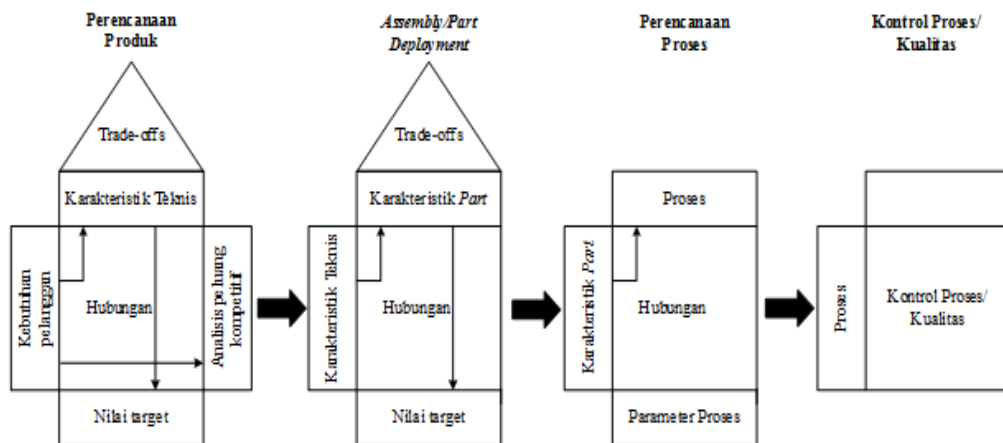 Perencanaan
Produk
Trade-offs
Karakteristik Teknis
Kebutuhan
pelanggan
Hubungan
Analisis peluang
kompetitif
Nilai target
Assembly/Part
Deployment
Trade-offs
Karakteristik Part
Karakteristik Teknis
Hubungan
Nilai target
Perencanaan
Proses
Proses
Karakteristik Part
Hubungan
Parameter Proses
Kontrol Proses/
Kualitas
Proses
Kontrol Proses/
Kualitas